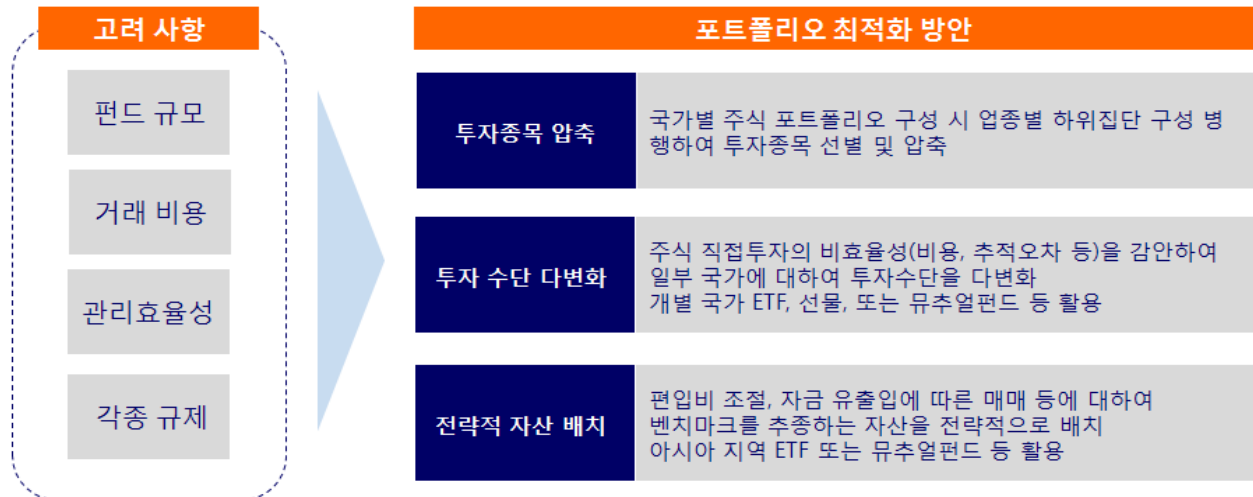 고려 사항
펀드 규모
거래 비용
관리효율성
각종 규제
포트폴리오 최적화 방안
투자종목 압축
국가별 주식 포트폴리오 구성 시 업종별 하위집단 구성 병
행하여 투자종목 선별 및 압축
투자 수단 다변화
주식 직접투자의 비효율성(비용, 추적오차 등)을 감안하여
일부 국가에 대하여 투자수단을 다변화
개별 국가 ETF, 선물, 또는 뮤추얼펀드 등 활용
전략적 자산 배치
편입비 조절, 자금 유출입에 따른 매매 등에 대하여
벤치마크를 추종하는 자산을 전략적으로 배치
아시아 지역 ETF 또는 뮤추얼펀드 등 활용